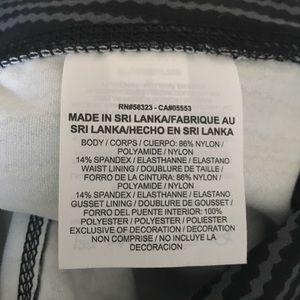 RN#56323 - CA#05553
MADE IN SRI LANKA/FABRIQUE AU
SRI LANKA/HECHO EN SRI LANKA
BODY / CORPS / CUERPO: 86% NYLON /
POLYAMIDE / NYLON
14% SPANDEX / ELASTHANNE / ELASTANO
WAIST LINING / DOUBLURE DE TAILLE /
FORRO DE LA CINTURA: 86% NYLON /
POLYAMIDE / NYLON
14% SPANDEX / ELASTHANNE / ELASTANO
GUSSET LINING / DOUBLURE DE GOUSSET /
FORRO DEL PUENTE INTERIOR: 100%
POLYESTER / POLYESTER / POLIESTER
EXCLUSIVE OF DECORATION / DECORATION
NON COMPRISE / NO INCLUYE LA
DECORACION